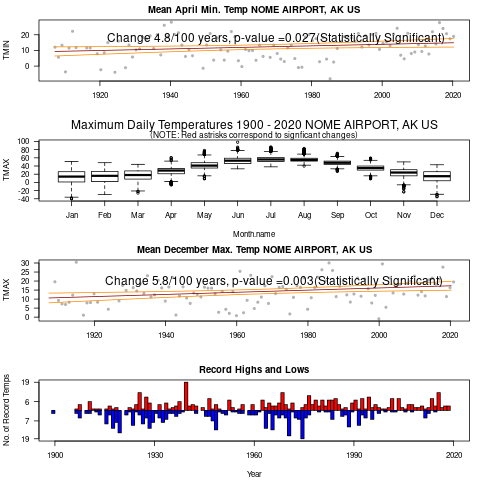 Mean April Min. Temp NOME AIRPORT, AK US
Change 4.8/100 years, p-value =0.027(Statistically Significant)
TMIN
20
10
0
1920 1940 1960 1980 2000 2020
Maximum Daily Temperatures 1900 - 2020 NOME AIRPORT, AK US
(NOTE: Red astrisks correspond to signficant changes)
TMAX
100
80
60
40
20
0
-40
Jan Feb Mar Apr May Jun Jul Aug Sep Oct Nov Dec
Month.name
Mean December Max. Temp NOME AIRPORT, AK US
Change 5.8/100 years, p-value =0.003(Statistically Significant)
TMAX
30
25
20
15
10
5
0
1920 1940 1960 1980 2000 2020
Record Highs and Lows
No. of Record Temps
19
6
7
19
1900 1930 1960 1990 2020
Year